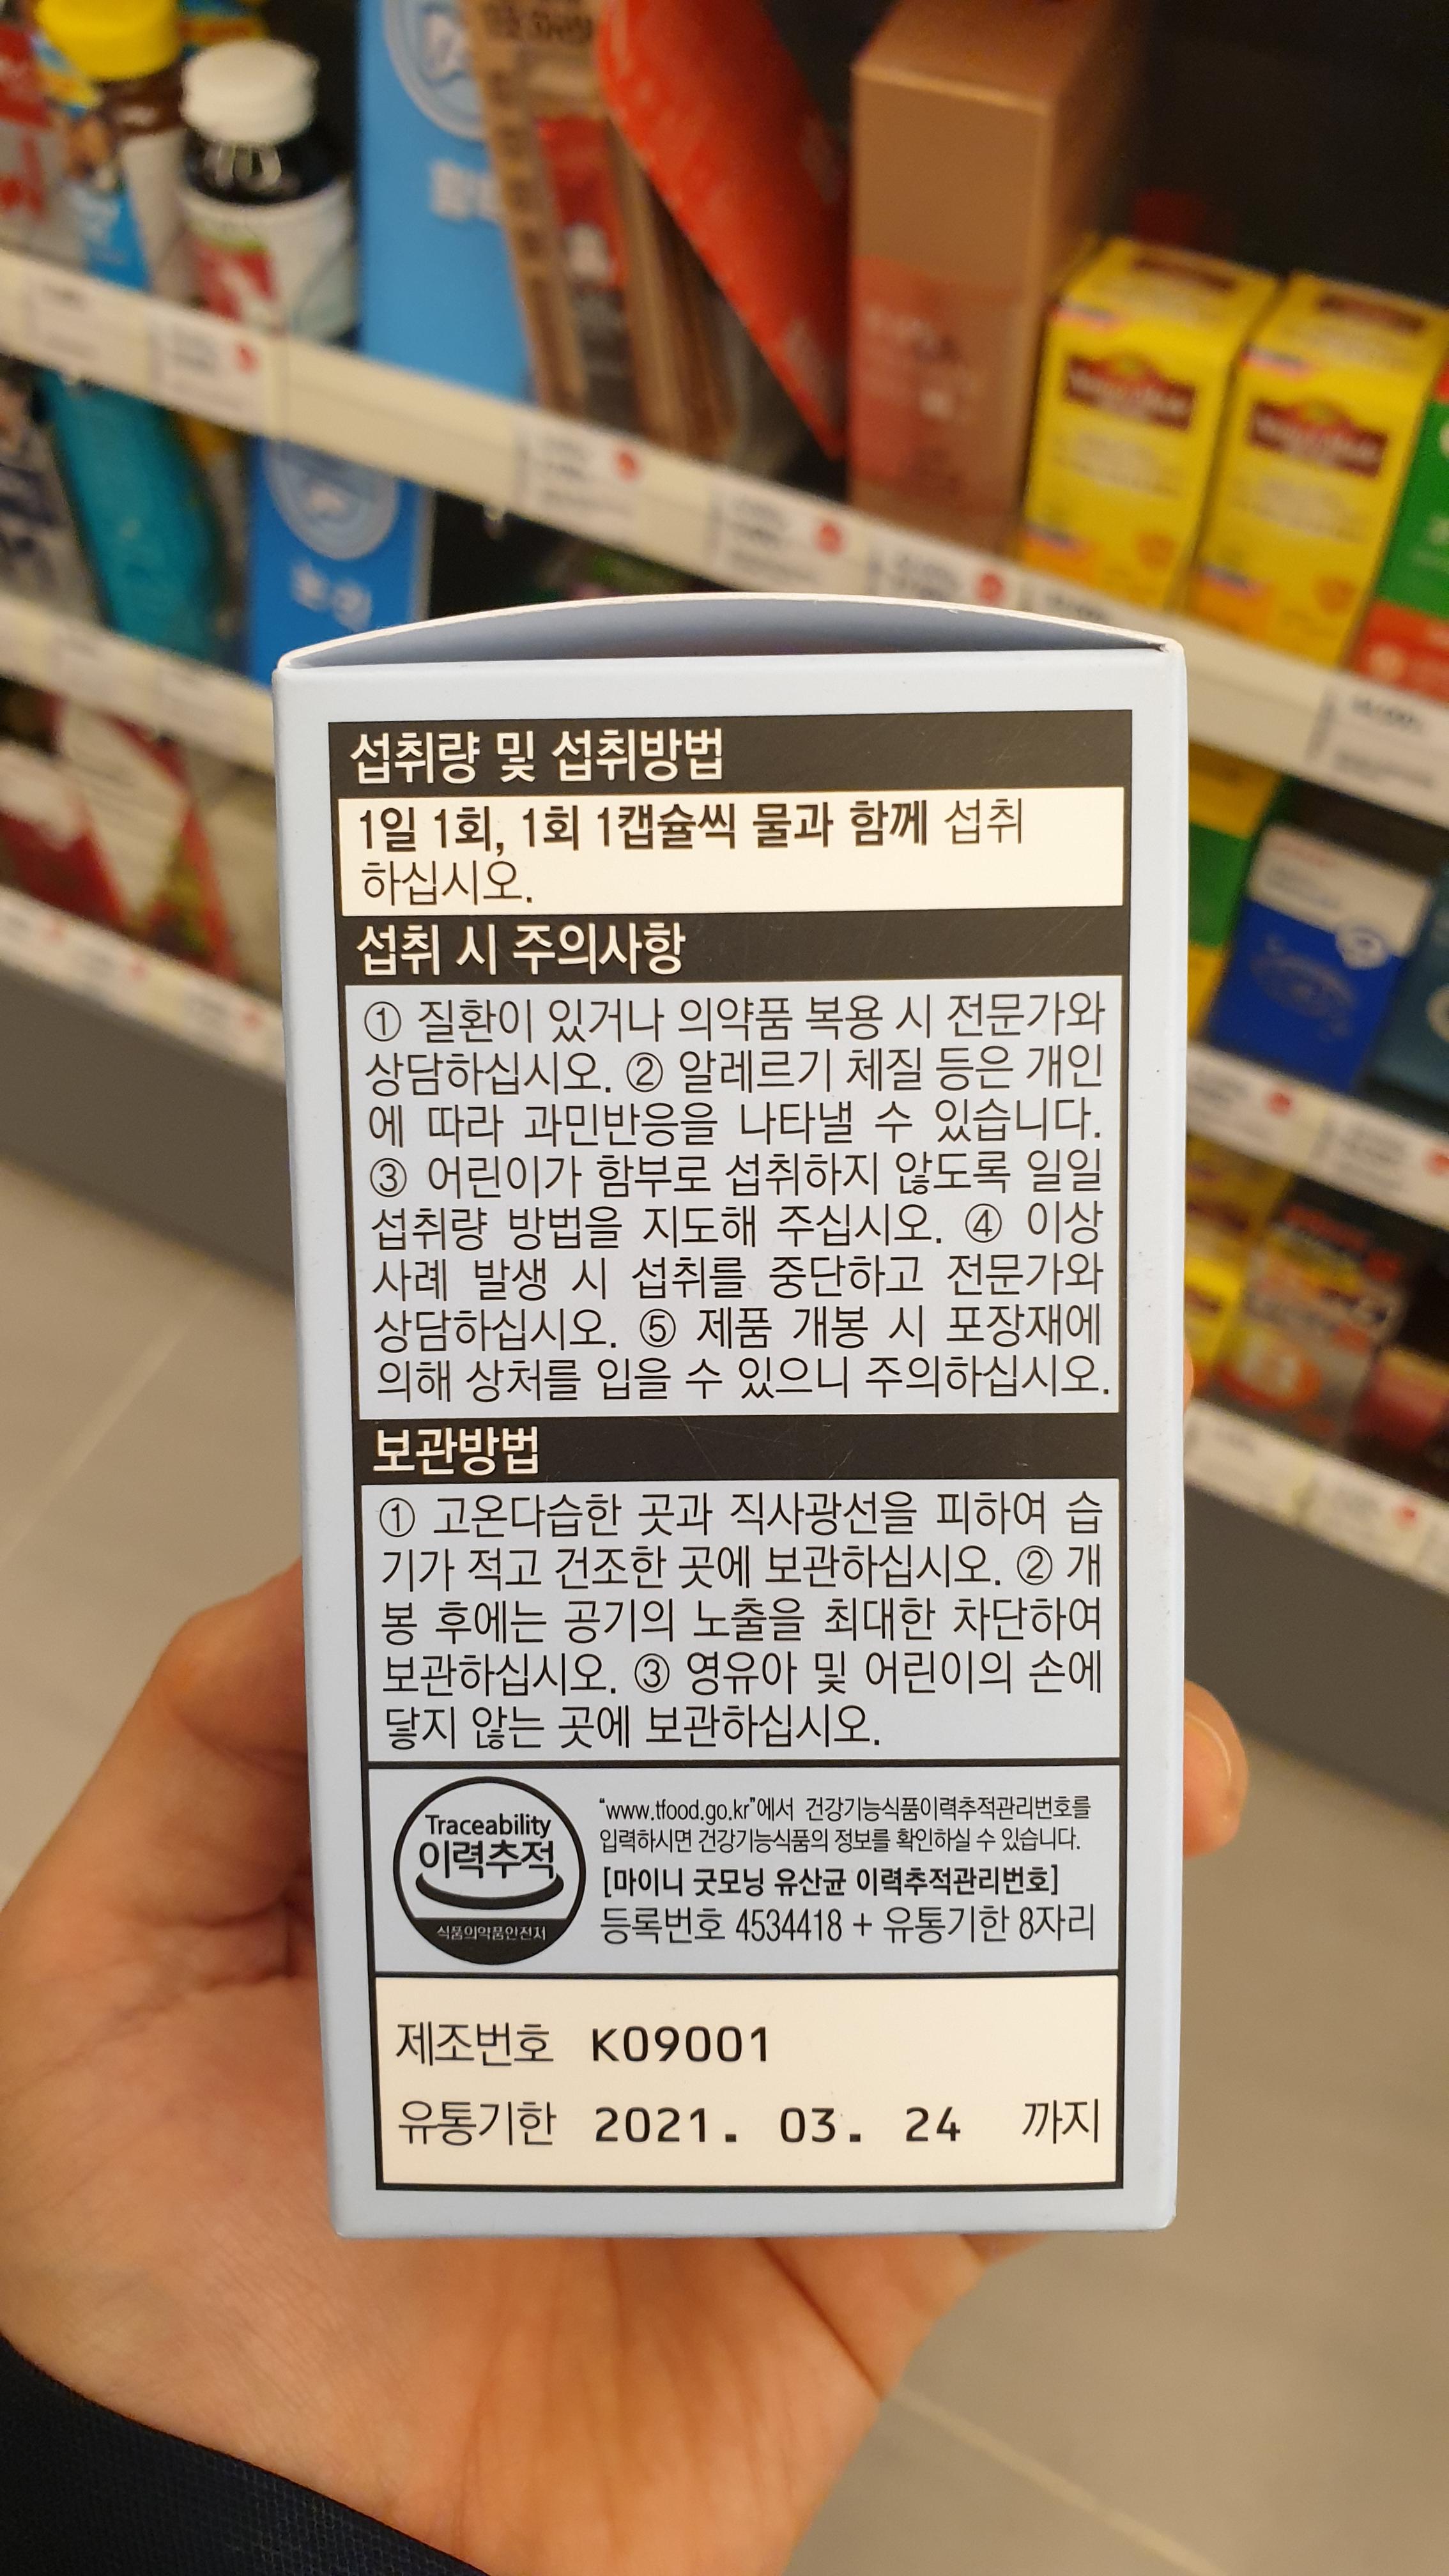 섭취량 및 섭취방법
1일 1회, 1회 1캡슐씩 물과 함께 섭취
하십시오.
섭취 시 주의사항
① 질환이 있거나 의약품 복용 시 전문가와
상담하십시오. ② 알레르기 체질 등은 개인
에 따라 과민반응을 나타낼 수 있습니다.
③ 어린이가 함부로 섭취하지 않도록 일일
섭취량 방법을 지도해 주십시오. ④ 이상
사례 발생 시 섭취를 중단하고 전문가와
상담하십시오. ⑤ 제품 개봉 시 포장재에
의해 상처를 입을 수 있으니 주의하십시오.
보관방법
① 고온다습한 곳과 직사광선을 피하여 습
기가 적고 건조한 곳에 보관하십시오. ② 개
봉 후에는 공기의 노출을 최대한 차단하여
보관하십시오. ③ 영유아 및 어린이의 손에
닿지 않는 곳에 보관하십시오.
Traceability
이력추적
식품의약품안전처
"www.tfood.go.kr"에서 건강기능식품이력추적관리번호를
입력하시면 건강기능식품의 정보를 확인하실 수 있습니다.
[마이니 굿모닝 유산균 이력추적관리번호]
등록번호 4534418 + 유통기한 8자리
제조번호 K09001
유통기한 2021. 03. 24 까지